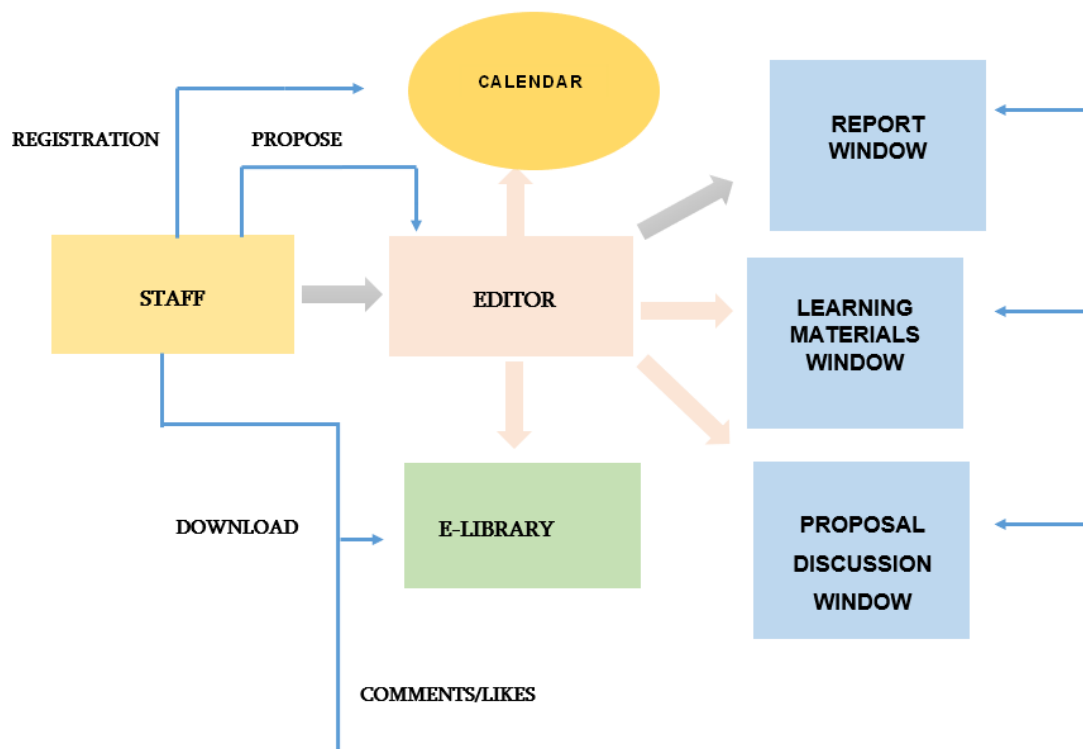 CALENDAR
REGISTRATION
PROPOSE
REPORT
WINDOW
STAFF
EDITOR
LEARNING
MATERIALS
WINDOW
DOWNLOAD
E-LIBRARY
PROPOSAL
DISCUSSION
WINDOW
COMMENTS/LIKES